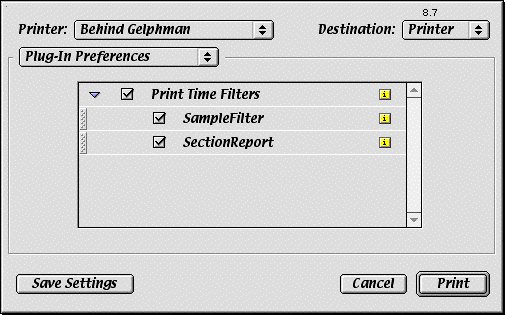 8.7
Printer: Behind Gelphman Destination: Printer
Plug-In Preferences
Print Time Filters
SampleFilter
SectionReport
Save Settings Cancel Print